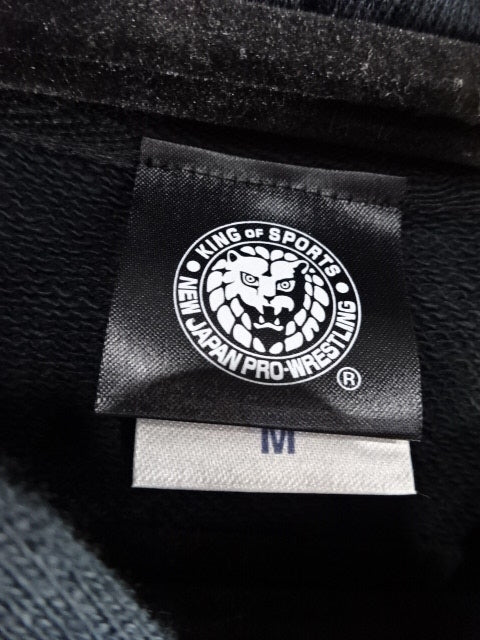 KING OF SPORTS
NEW JAPAN PRO-WRESTLING
®
M